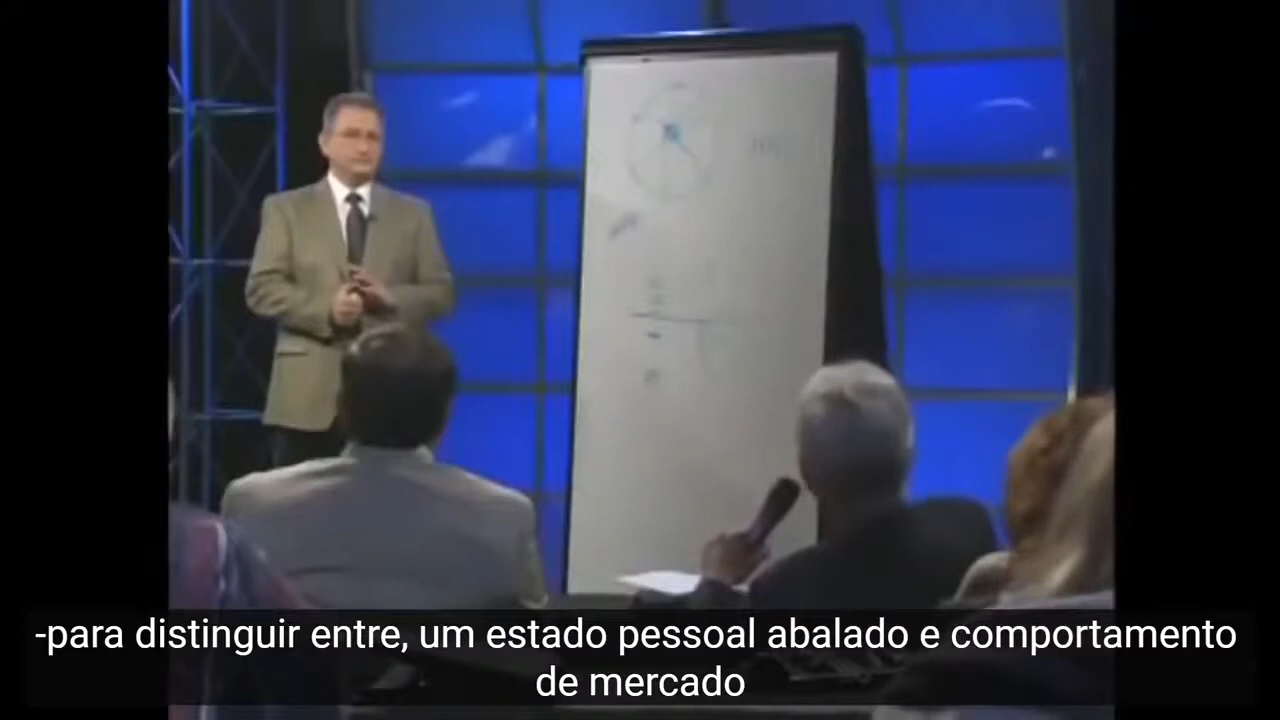 -para distinguir entre, um estado pessoal abalado e comportamento
de mercado